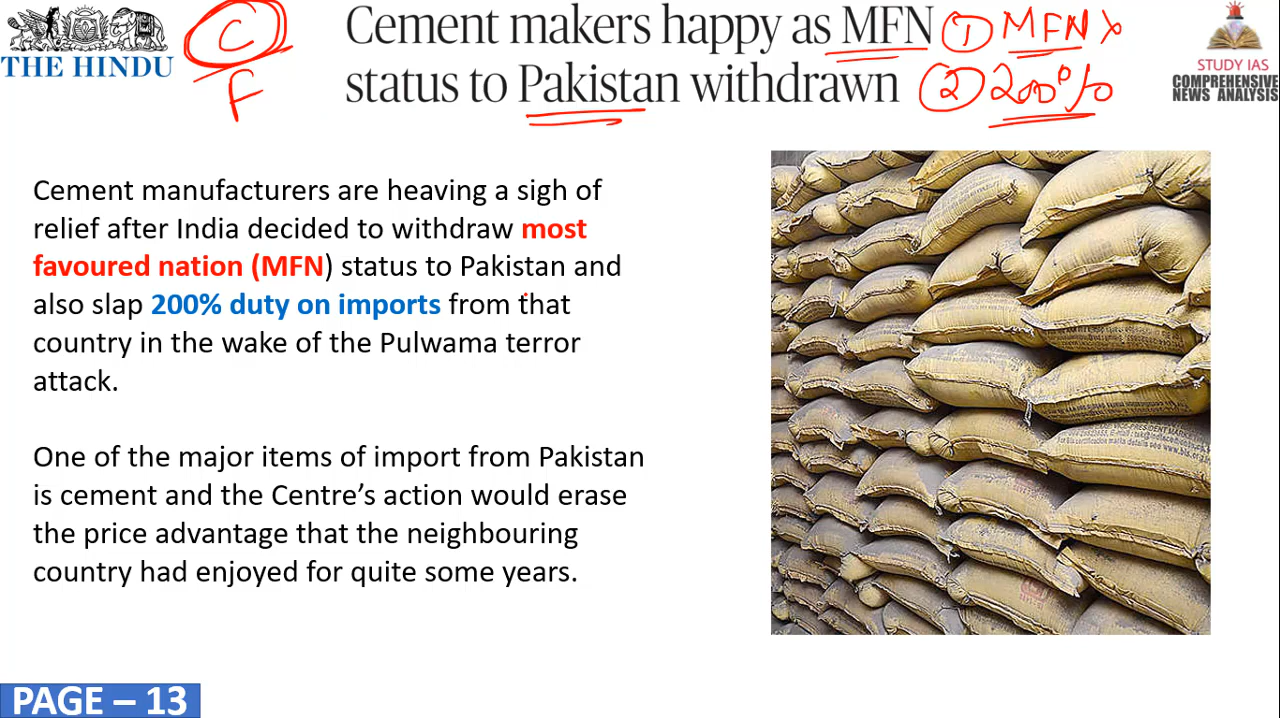 THE HINDU
C
F
Cement makers happy as MFN
status to Pakistan withdrawn
① MFN ×
② 200%
STUDY IAS
COMPREHENSIVE
NEWS ANALYSIS
Cement manufacturers are heaving a sigh of
relief after India decided to withdraw most
favoured nation (MFN) status to Pakistan and
also slap 200% duty on imports from that
country in the wake of the Pulwama terror
attack.
One of the major items of import from Pakistan
is cement and the Centre’s action would erase
the price advantage that the neighbouring
country had enjoyed for quite some years.
PAGE – 13